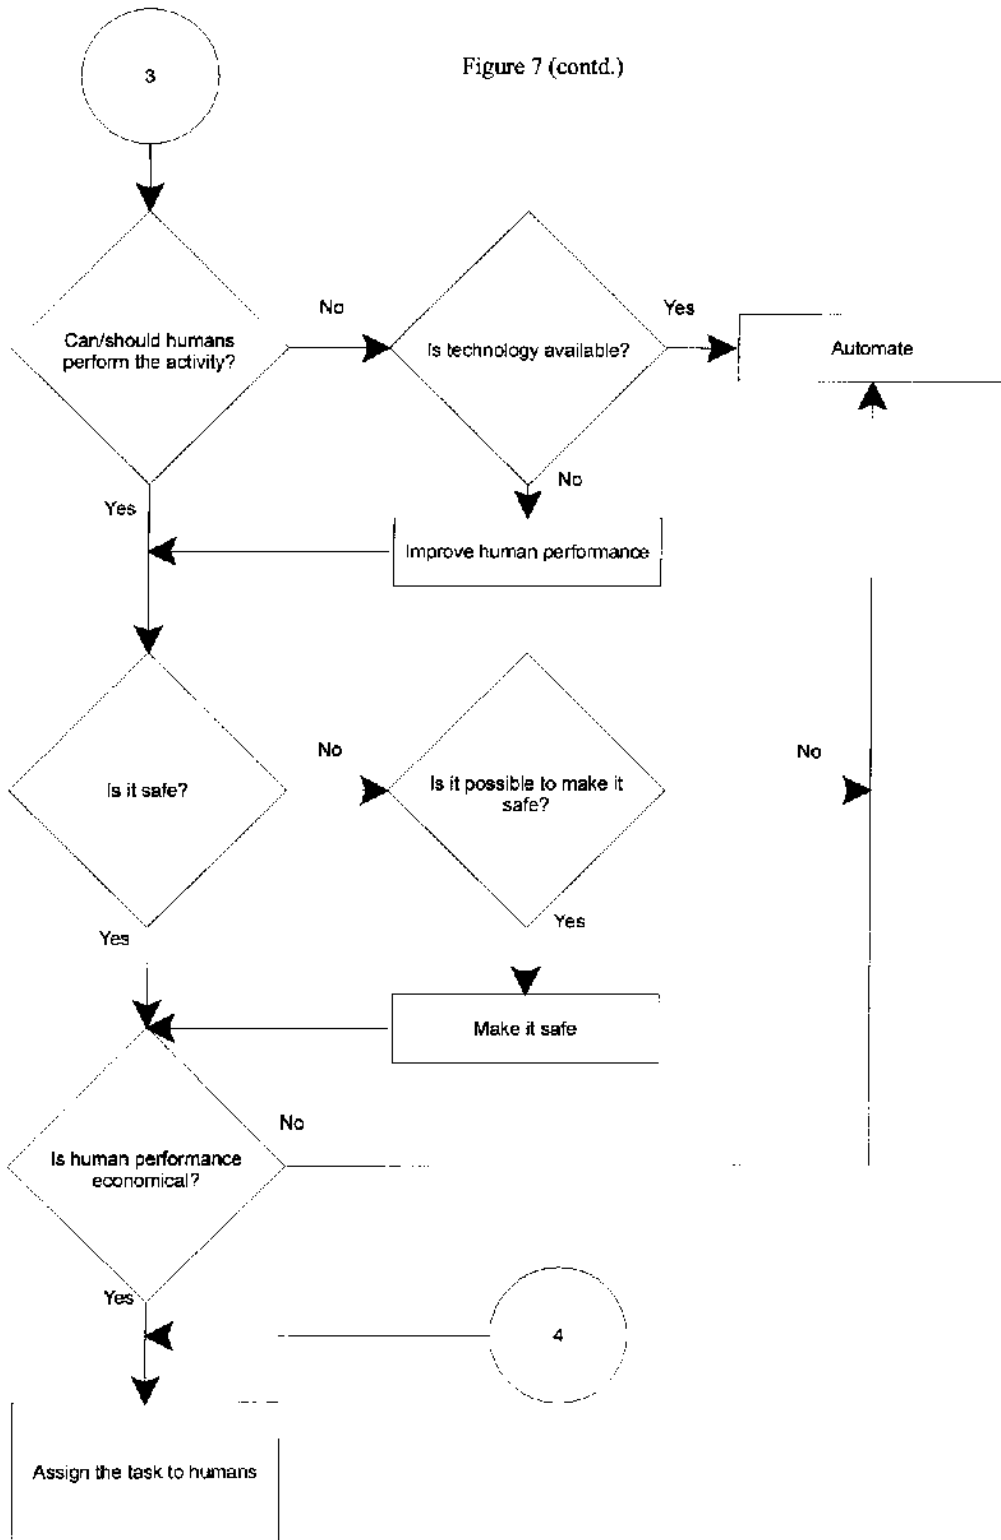 3
Figure 7 (contd.)
Can/should humans
perform the activity?
No
Is technology available?
Yes
Automate
No
Yes
Improve human performance
Is it safe?
No
Is it possible to make it
safe?
No
Yes
Yes
Make it safe
Is human performance
economical?
No
Yes
4
Assign the task to humans